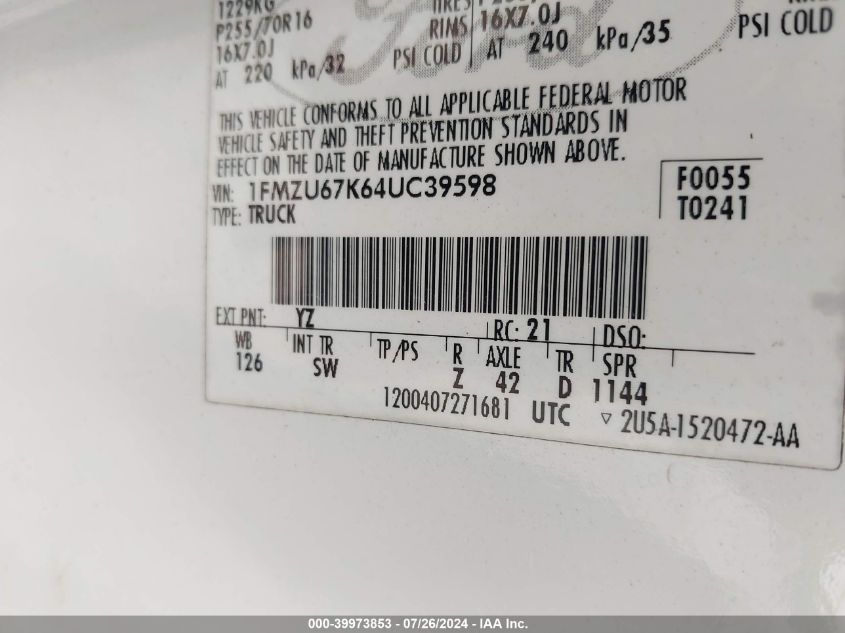 1229KG
P255/70R16 TIRES
16X7.0J RIMS 16X7.0J
AT 220 kPa/32 PSI COLD AT 240 kPa/35 PSI COLD
Ford
THIS VEHICLE CONFORMS TO ALL APPLICABLE FEDERAL MOTOR
VEHICLE SAFETY AND THEFT PREVENTION STANDARDS IN
EFFECT ON THE DATE OF MANUFACTURE SHOWN ABOVE.
VIN: 1FMZU67K64UC39598
TYPE: TRUCK
F0055
T0241
EXT PNT: YZ RC: 21 DSO:
WB INT TR TP/PS R AXLE TR SPR
126 SW Z 42 D 1144
1200407271681 UTC ▽ 2U5A-1520472-AA
000-39973853 - 07/26/2024 - IAA Inc.